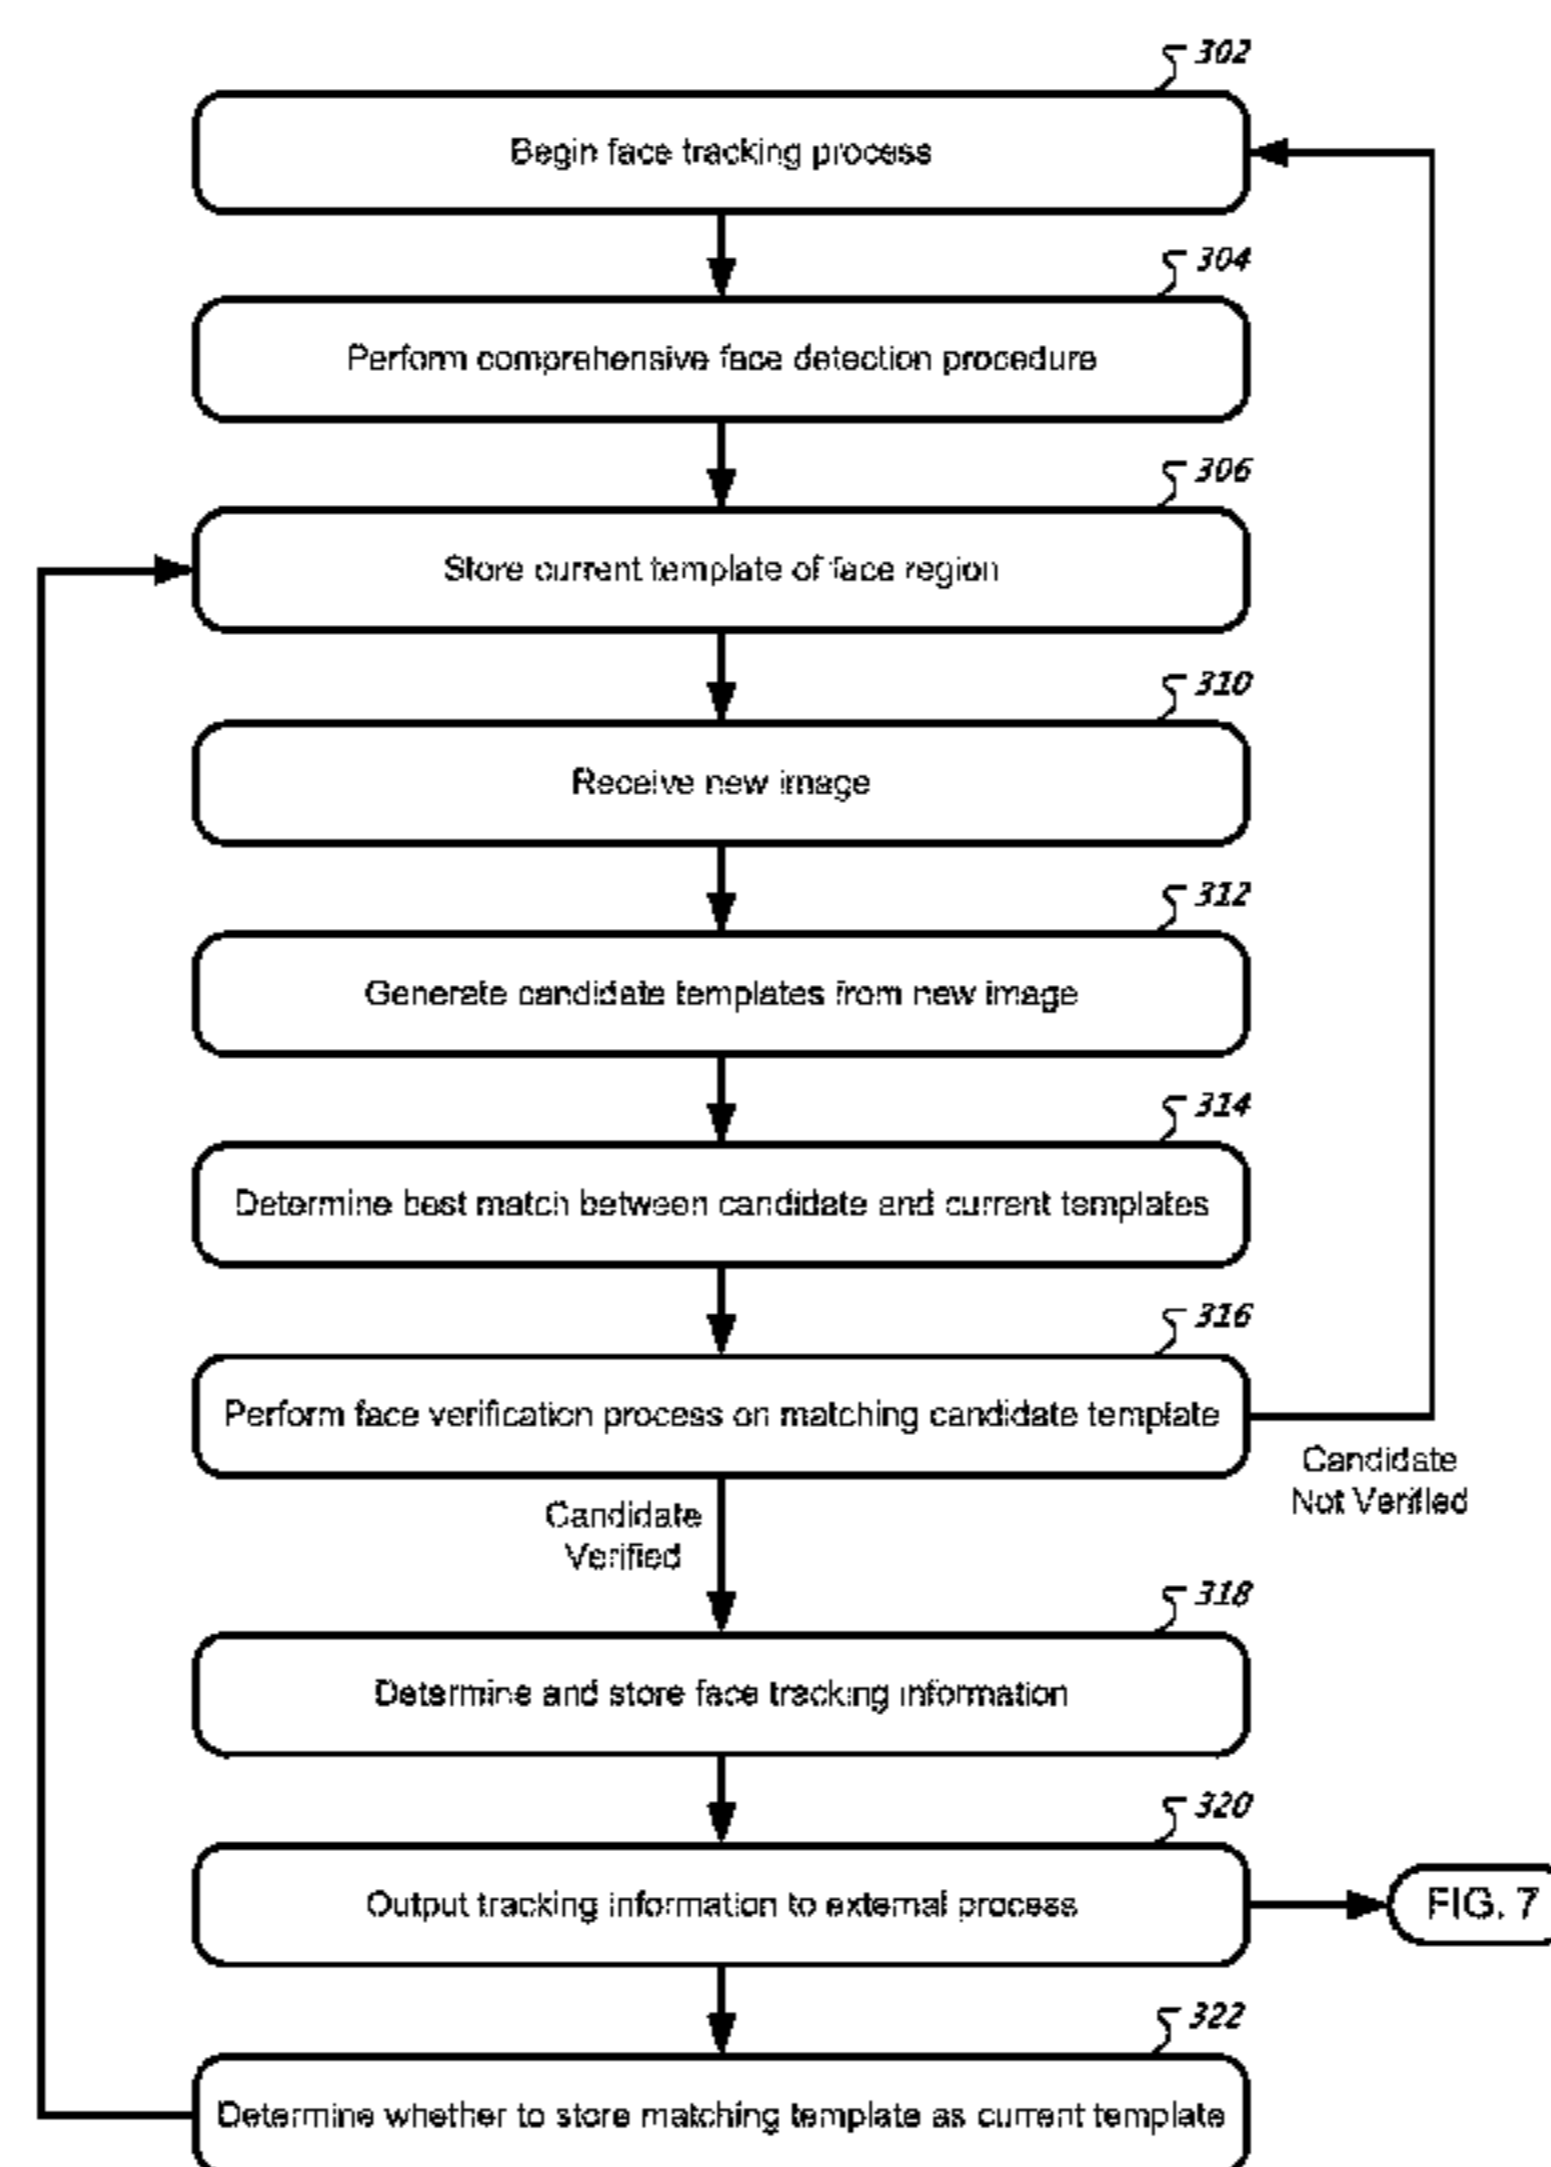 302
Begin face tracking process
304
Perform comprehensive face detection procedure
306
Store current template of face region
310
Receive new image
312
Generate candidate templates from new image
314
Determine best match between candidate and current templates
316
Perform face verification process on matching candidate template
Candidate
Not Verified
Candidate
Verified
318
Determine and store face tracking information
320
Output tracking information to external process
FIG. 7
322
Determine whether to store matching template as current template